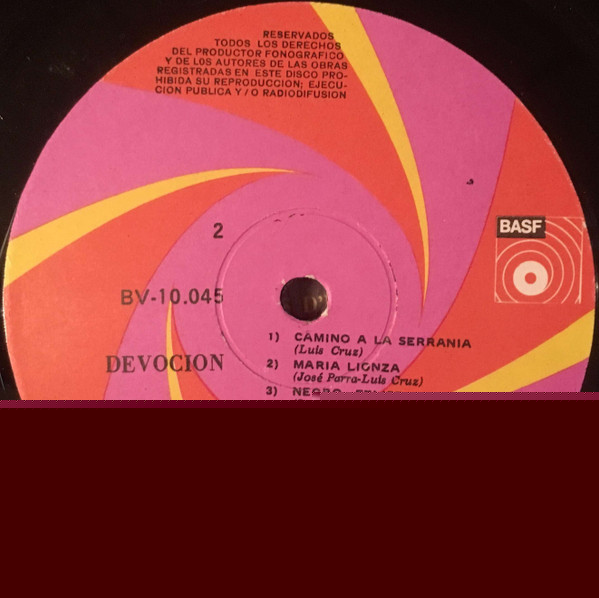 RESERVADOS
TODOS LOS DERECHOS
DEL PRODUCTOR FONOGRAFICO
Y DE LOS AUTORES DE LAS OBRAS
REGISTRADAS EN ESTE DISCO PRO-
HIBIDA SU REPRODUCCION; EJECU-
CION PUBLICA Y/O RADIODIFUSION
BASF
2
BV-10.045
DEVOCION
1) CAMINO A LA SERRANIA
(Luis Cruz)
2) MARIA LIONZA
(José Parra-Luis Cruz)
3) NEGRO